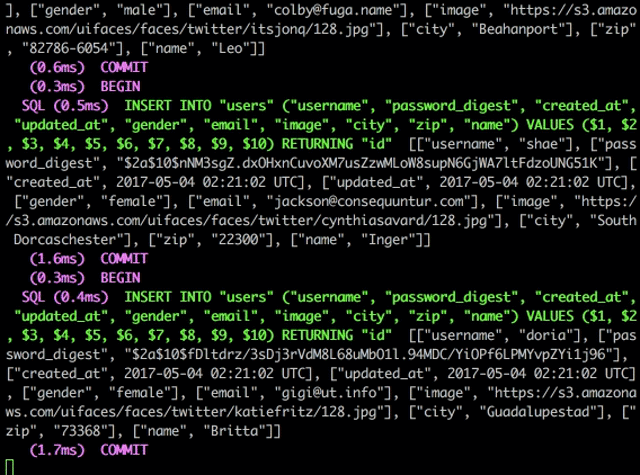 ], ["gender", "male"], ["email", "colby@fuga.name"], ["image", "https://s3.amazo
naws.com/uifaces/faces/twitter/itsjonq/128.jpg"], ["city", "Beahanport"], ["zip"
, "82786-6054"], ["name", "Leo"]]
(0.6ms) COMMIT
(0.3ms) BEGIN
SQL (0.5ms) INSERT INTO "users" ("username", "password_digest", "created_at",
"updated_at", "gender", "email", "image", "city", "zip", "name") VALUES ($1, $2
, $3, $4, $5, $6, $7, $8, $9, $10) RETURNING "id" [["username", "shae"], ["pass
word_digest", "$2a$10$nNM3sgZ.dxOHxnCuvoXM7usZzwMLoW8supN6GjWA7ltFdzoUNG51K"], [
"created_at", 2017-05-04 02:21:02 UTC], ["updated_at", 2017-05-04 02:21:02 UTC],
["gender", "female"], ["email", "jackson@consequuntur.com"], ["image", "https:/
/s3.amazonaws.com/uifaces/faces/twitter/cynthiasavard/128.jpg"], ["city", "South
Dorcaschester"], ["zip", "22300"], ["name", "Inger"]]
(1.6ms) COMMIT
(0.3ms) BEGIN
SQL (0.4ms) INSERT INTO "users" ("username", "password_digest", "created_at",
"updated_at", "gender", "email", "image", "city", "zip", "name") VALUES ($1, $2
, $3, $4, $5, $6, $7, $8, $9, $10) RETURNING "id" [["username", "doria"], ["pas
sword_digest", "$2a$10$fDltdrz/3sDj3rVdM8L68uMbO1l.94MDC/YiOPf6LPMYvpZYi1j96"],
["created_at", 2017-05-04 02:21:02 UTC], ["updated_at", 2017-05-04 02:21:02 UTC]
, ["gender", "female"], ["email", "gigi@ut.info"], ["image", "https://s3.amazona
ws.com/uifaces/faces/twitter/katiefritz/128.jpg"], ["city", "Guadalupestad"], ["
zip", "73368"], ["name", "Britta"]]
(1.7ms) COMMIT